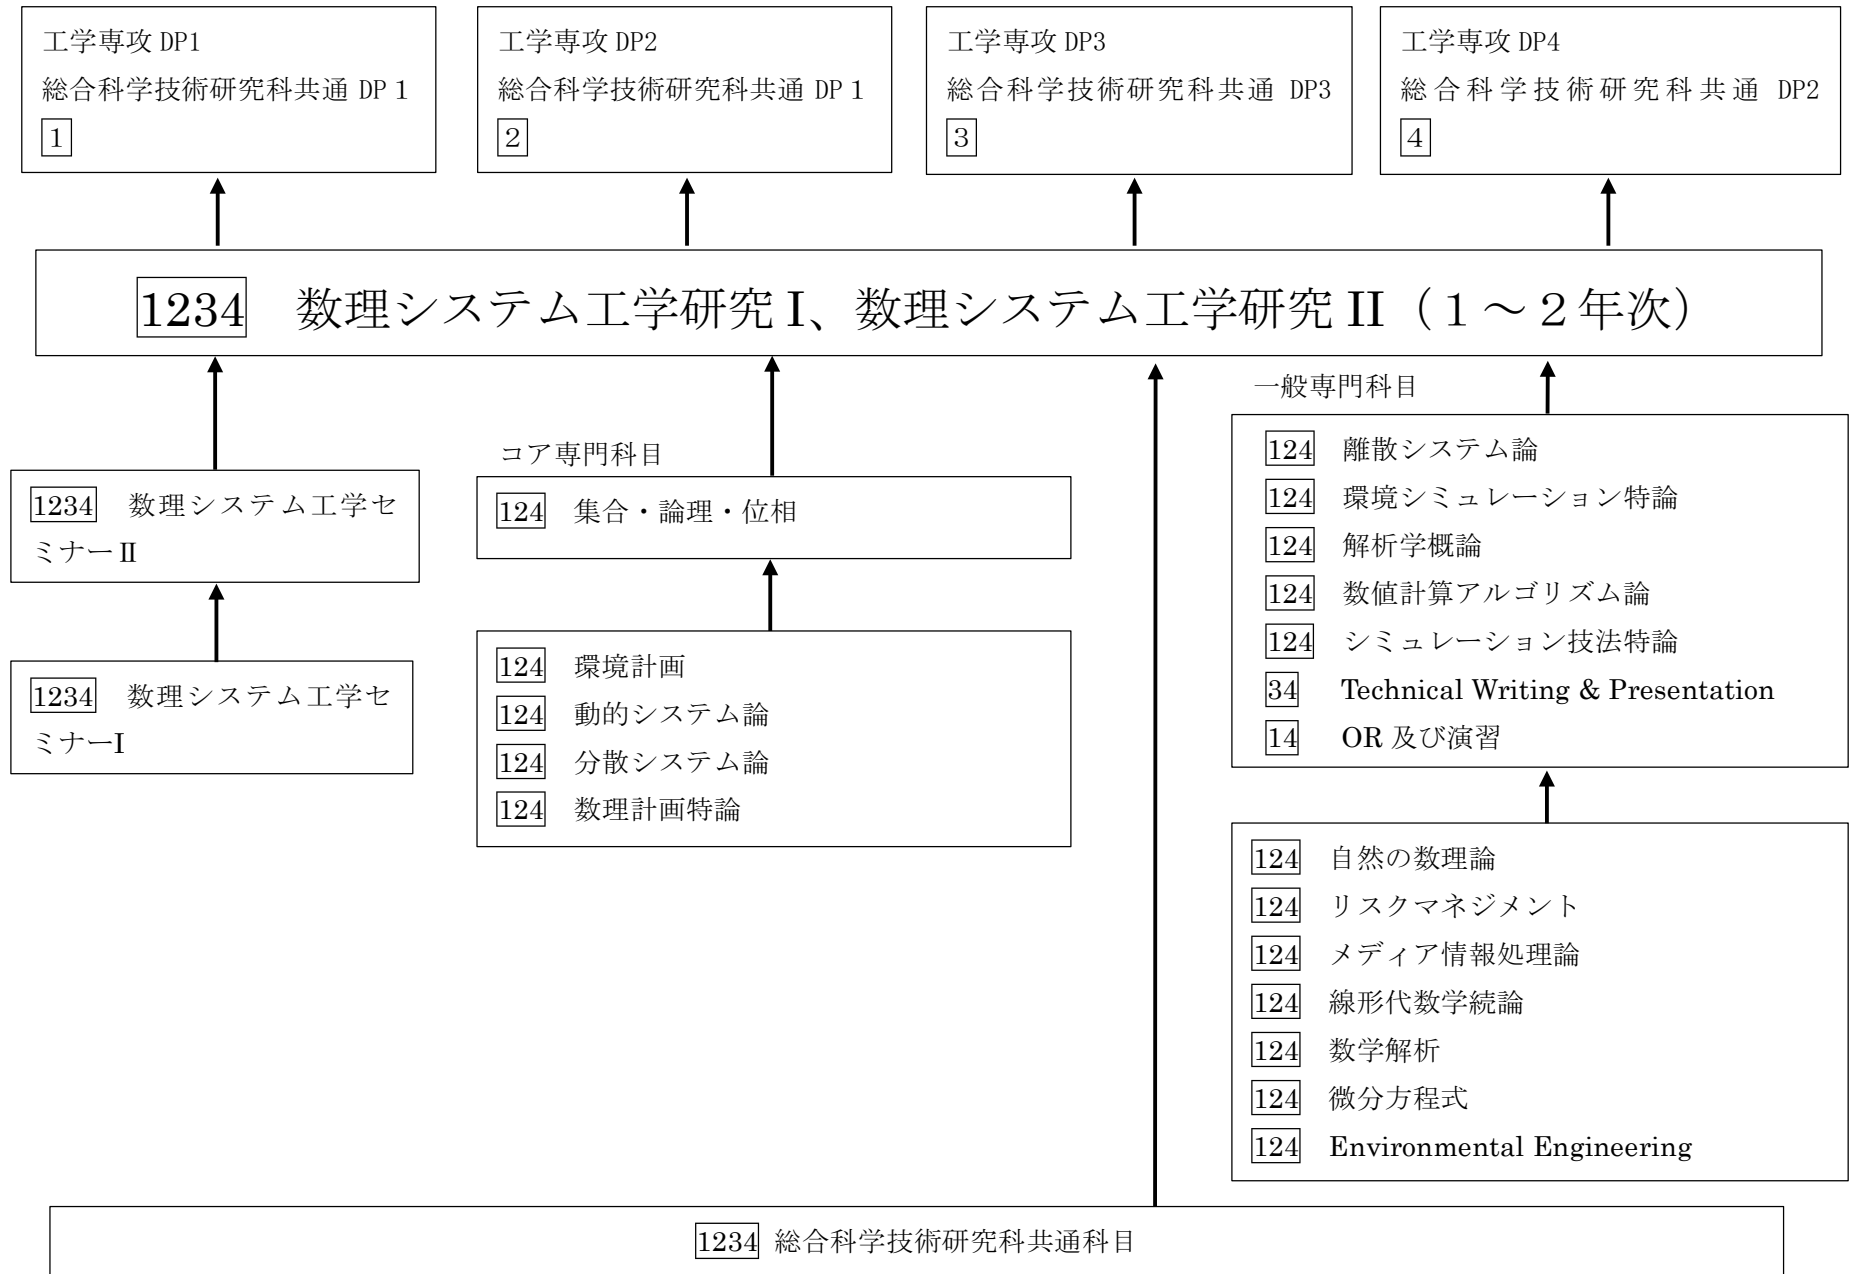 工学専攻 DP1
総合科学技術研究科共通 DP１
1
工学専攻 DP2
総合科学技術研究科共通 DP１
2
工学専攻 DP3
総合科学技術研究科共通 DP3
3
工学専攻 DP4
総合科学技術研究科共通 DP2
4
1234 数理システム工学研究 I、数理システム工学研究 II（１～２年次）
1234 数理システム工学セ
ミナーⅡ
1234 数理システム工学セ
ミナーI
コア専門科目
124 集合・論理・位相
124 環境計画
124 動的システム論
124 分散システム論
124 数理計画特論
一般専門科目
124 離散システム論
124 環境シミュレーション特論
124 解析学概論
124 数値計算アルゴリズム論
124 シミュレーション技法特論
34 Technical Writing & Presentation
14 OR 及び演習
124 自然の数理論
124 リスクマネジメント
124 メディア情報処理論
124 線形代数学続論
124 数学解析
124 微分方程式
124 Environmental Engineering
1234 総合科学技術研究科共通科目